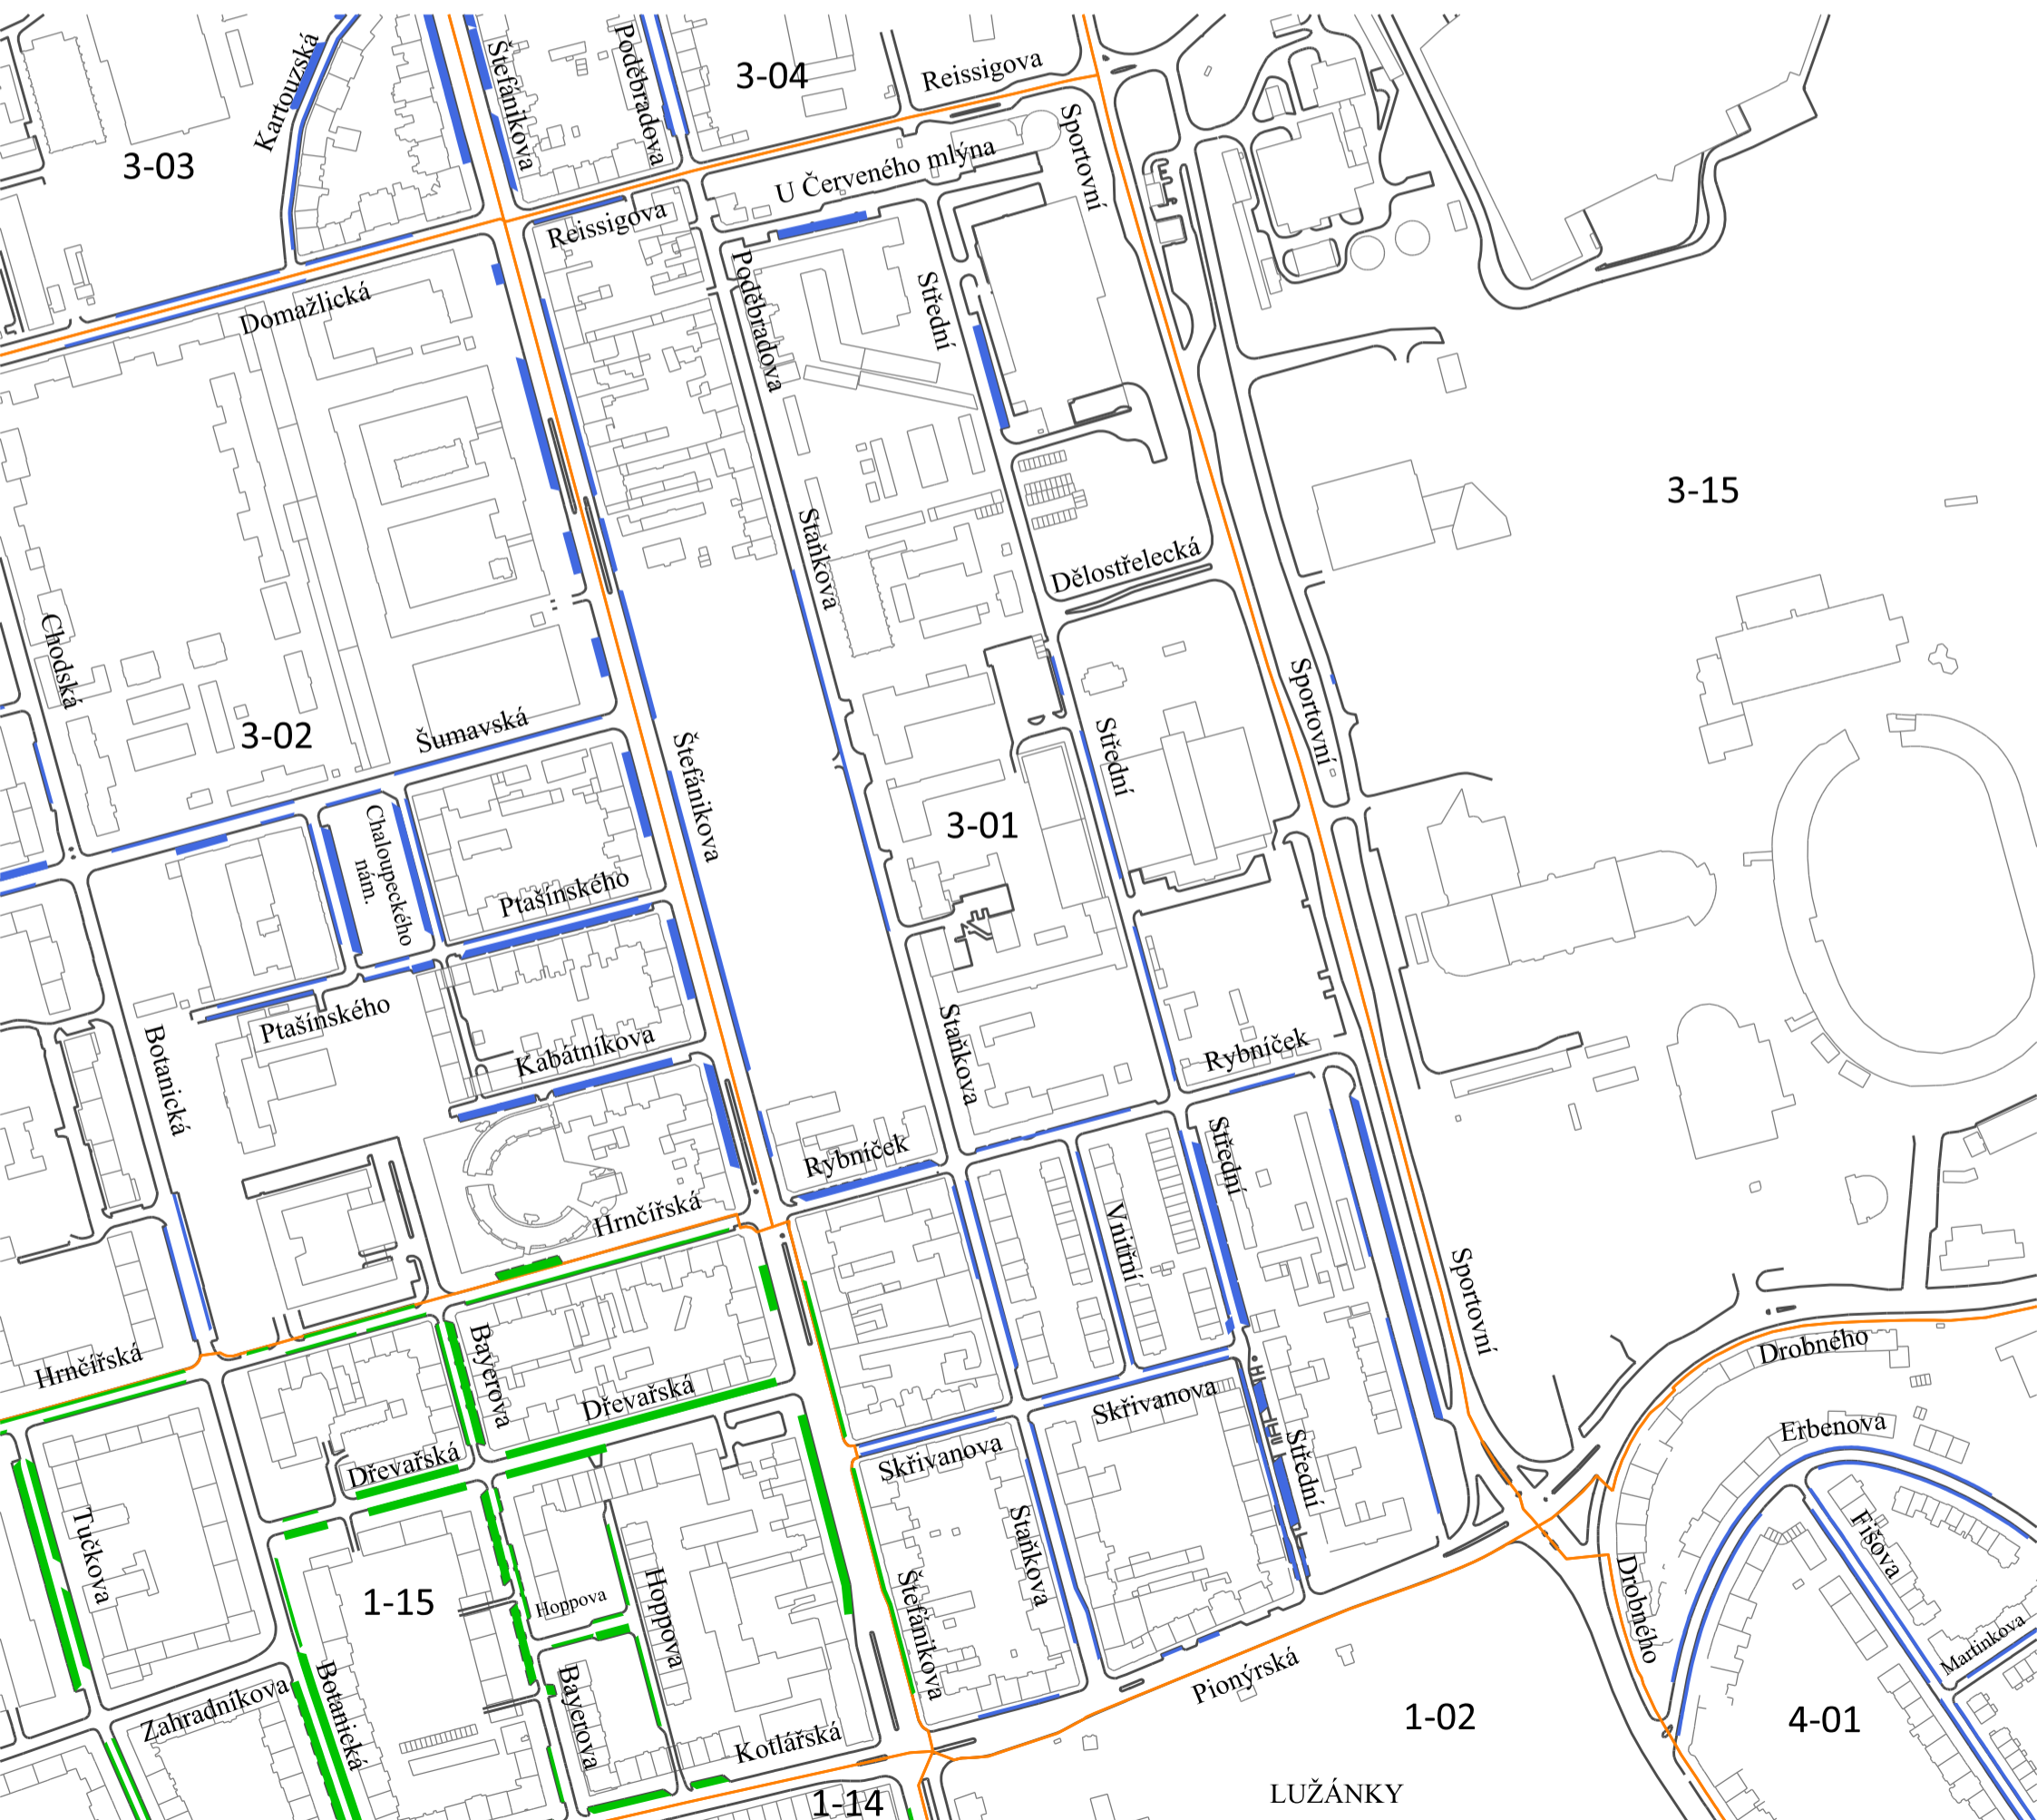 Kartouzská
Štefánikova
Poděbradova
3-04
Reissigova
Sportovní
3-03
U Červeného mlýna
Reissigova
Domažlická
Poděbradova
Střední
3-15
Staňkova
Dělostřelecká
Chodská
3-02
Šumavská
Štefánikova
Střední
Sportovní
Chaloupeckého
nám.
3-01
Ptašínského
Ptašínského
Kabátníkova
Botanická
Staňkova
Rybníček
Rybníček
Střední
Hrnčířská
Vnitřní
Sportovní
Hrnčířská
Bayerova
Dřevařská
Skřivanova
Drobného
Dřevařská
Skřivanova
Střední
Erbenova
Tučkova
Staňkova
Fišova
1-15
Hoppova
Hoppova
Štefánikova
Drobného
Martinkova
Zahradníkova
Botanická
Bayerova
Kotlářská
Pionýrská
1-02
4-01
1-14
LUŽÁNKY